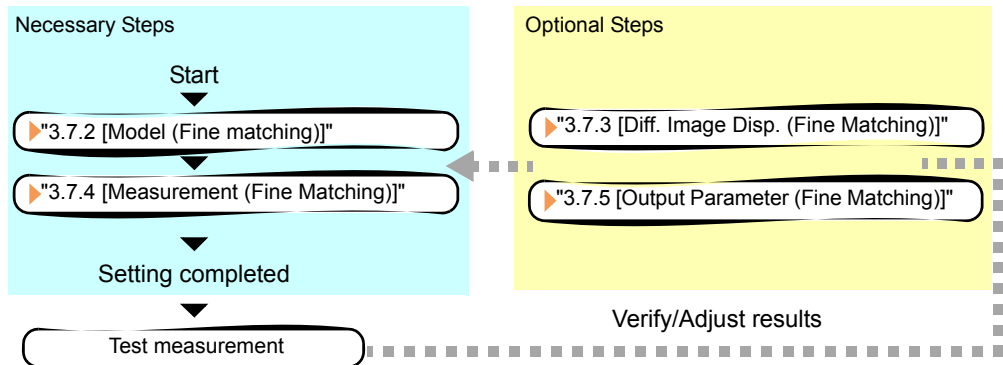 Necessary Steps
Start
"3.7.2 [Model (Fine matching)]"
"3.7.4 [Measurement (Fine Matching)]"
Setting completed
Test measurement
Optional Steps
"3.7.3 [Diff. Image Disp. (Fine Matching)]"
"3.7.5 [Output Parameter (Fine Matching)]"
Verify/Adjust results